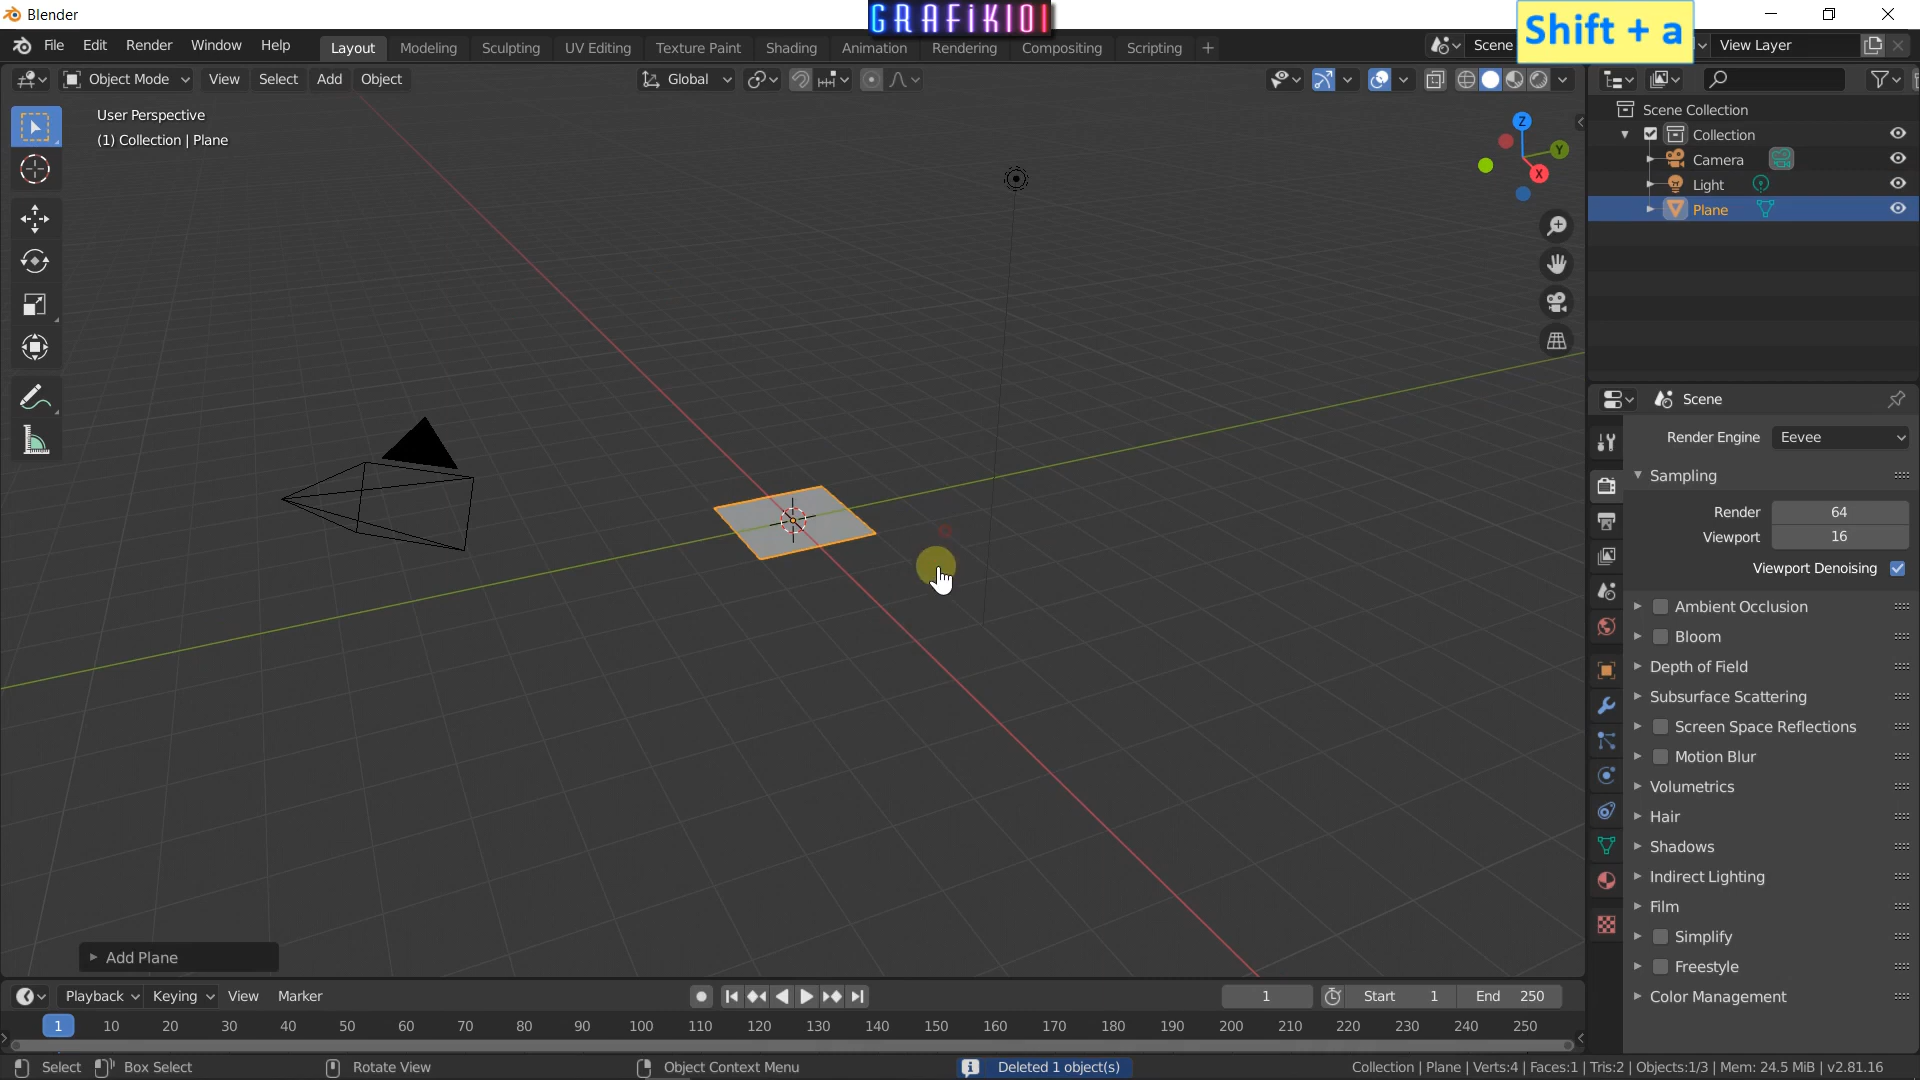 Blender
GRAFiK101
Shift + a
File Edit Render Window Help
Layout Modeling Sculpting UV Editing Texture Paint Shading Animation Rendering Compositing Scripting +
Scene
View Layer
Object Mode View Select Add Object
Global
User Perspective
(1) Collection | Plane
Z
Y
X
Scene Collection
Collection
Camera
Light
Plane
Scene
Render Engine Eevee
Sampling
Render 64
Viewport 16
Viewport Denoising
Ambient Occlusion
Bloom
Depth of Field
Subsurface Scattering
Screen Space Reflections
Motion Blur
Volumetrics
Hair
Shadows
Indirect Lighting
Film
Simplify
Freestyle
Color Management
Add Plane
Playback Keying View Marker
1 Start 1 End 250
1 10 20 30 40 50 60 70 80 90 100 110 120 130 140 150 160 170 180 190 200 210 220 230 240 250
Select Box Select Rotate View Object Context Menu Deleted 1 object(s) Collection | Plane | Verts:4 | Faces:1 | Tris:2 | Objects:1/3 | Mem: 24.5 MiB | v2.81.16